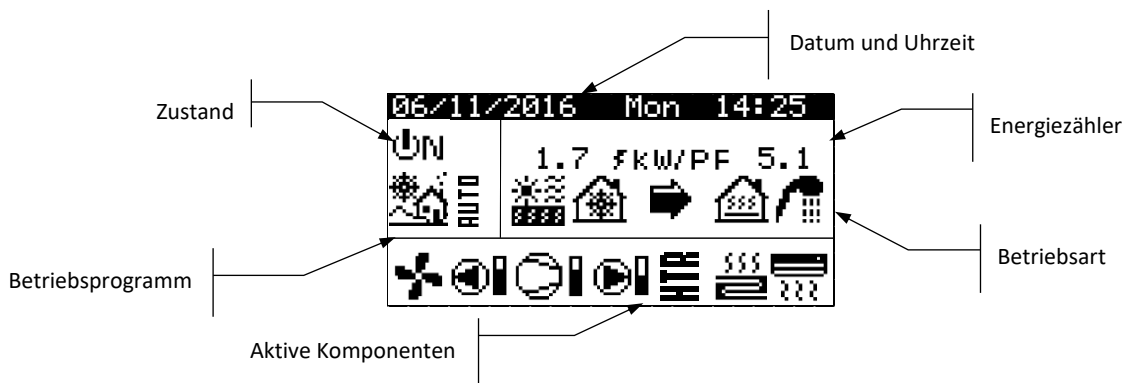 Datum und Uhrzeit
Zustand
06/11/2016 Mon 14:25
Energiezähler
ON
1.7 kW/PF 5.1
AUTO
Betriebsart
Betriebsprogramm
HTR
Aktive Komponenten